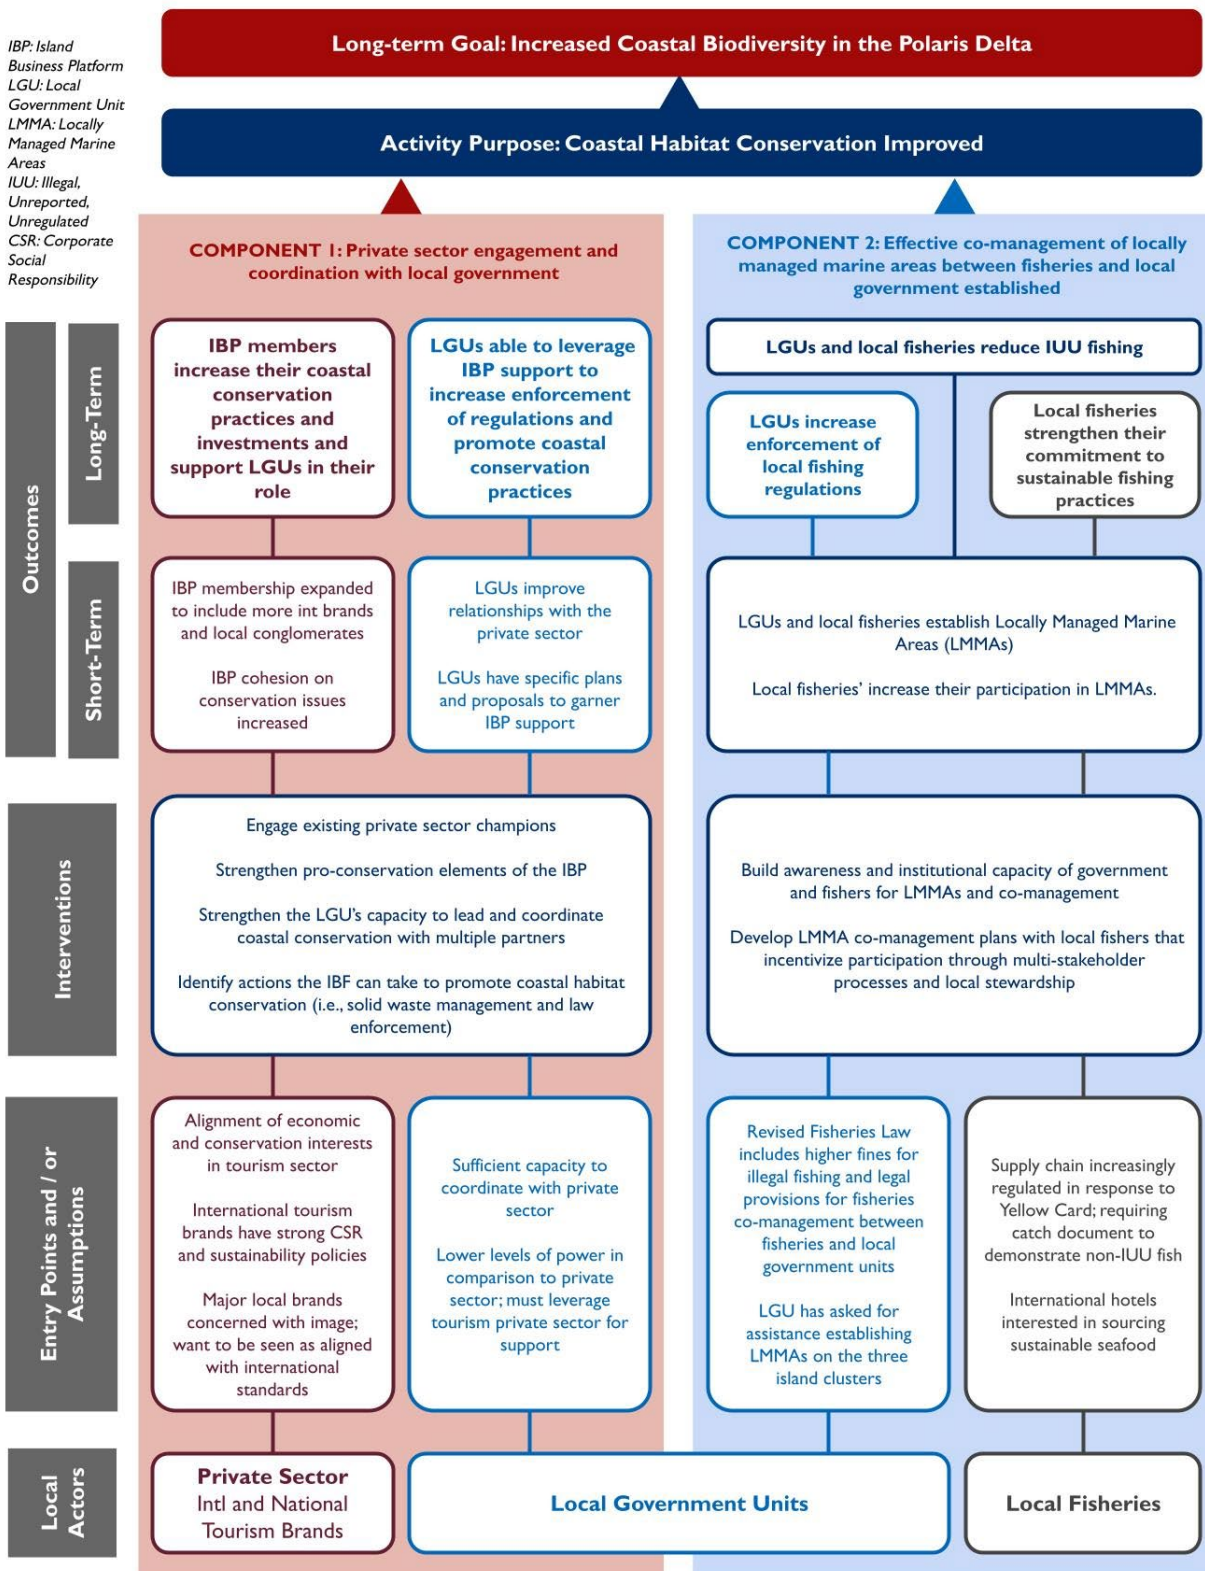 IBP: Island
Business Platform
LGU: Local
Government Unit
LMMA: Locally
Managed Marine
Areas
IUU: Illegal,
Unreported,
Unregulated
CSR: Corporate
Social
Responsibility
Long-term Goal: Increased Coastal Biodiversity in the Polaris Delta
Activity Purpose: Coastal Habitat Conservation Improved
COMPONENT 1: Private sector engagement and
coordination with local government
COMPONENT 2: Effective co-management of locally
managed marine areas between fisheries and local
government established
Outcomes
Long-Term
IBP members
increase their coastal
conservation
practices and
investments and
support LGUs in their
role
LGUs able to leverage
IBP support to
increase enforcement
of regulations and
promote coastal
conservation
practices
LGUs and local fisheries reduce IUU fishing
LGUs increase
enforcement of
local fishing
regulations
Local fisheries
strengthen their
commitment to
sustainable fishing
practices
Short-Term
IBP membership expanded
to include more int brands
and local conglomerates
IBP cohesion on
conservation issues
increased
LGUs improve
relationships with the
private sector
LGUs have specific plans
and proposals to garner
IBP support
LGUs and local fisheries establish Locally Managed Marine
Areas (LMMAs)
Local fisheries' increase their participation in LMMAs.
Interventions
Engage existing private sector champions
Strengthen pro-conservation elements of the IBP
Strengthen the LGU's capacity to lead and coordinate
coastal conservation with multiple partners
Identify actions the IBF can take to promote coastal habitat
conservation (i.e., solid waste management and law
enforcement)
Build awareness and institutional capacity of government
and fishers for LMMAs and co-management
Develop LMMA co-management plans with local fishers that
incentivize participation through multi-stakeholder
processes and local stewardship
Entry Points and / or
Assumptions
Alignment of economic
and conservation interests
in tourism sector
International tourism
brands have strong CSR
and sustainability policies
Major local brands
concerned with image;
want to be seen as aligned
with international
standards
Sufficient capacity to
coordinate with private
sector
Lower levels of power in
comparison to private
sector; must leverage
tourism private sector for
support
Revised Fisheries Law
includes higher fines for
illegal fishing and legal
provisions for fisheries
co-management between
fisheries and local
government units
LGU has asked for
assistance establishing
LMMAs on the three
island clusters
Supply chain increasingly
regulated in response to
Yellow Card; requiring
catch document to
demonstrate non-IUU fish
International hotels
interested in sourcing
sustainable seafood
Local
Actors
Private Sector
Intl and National
Tourism Brands
Local Government Units
Local Fisheries